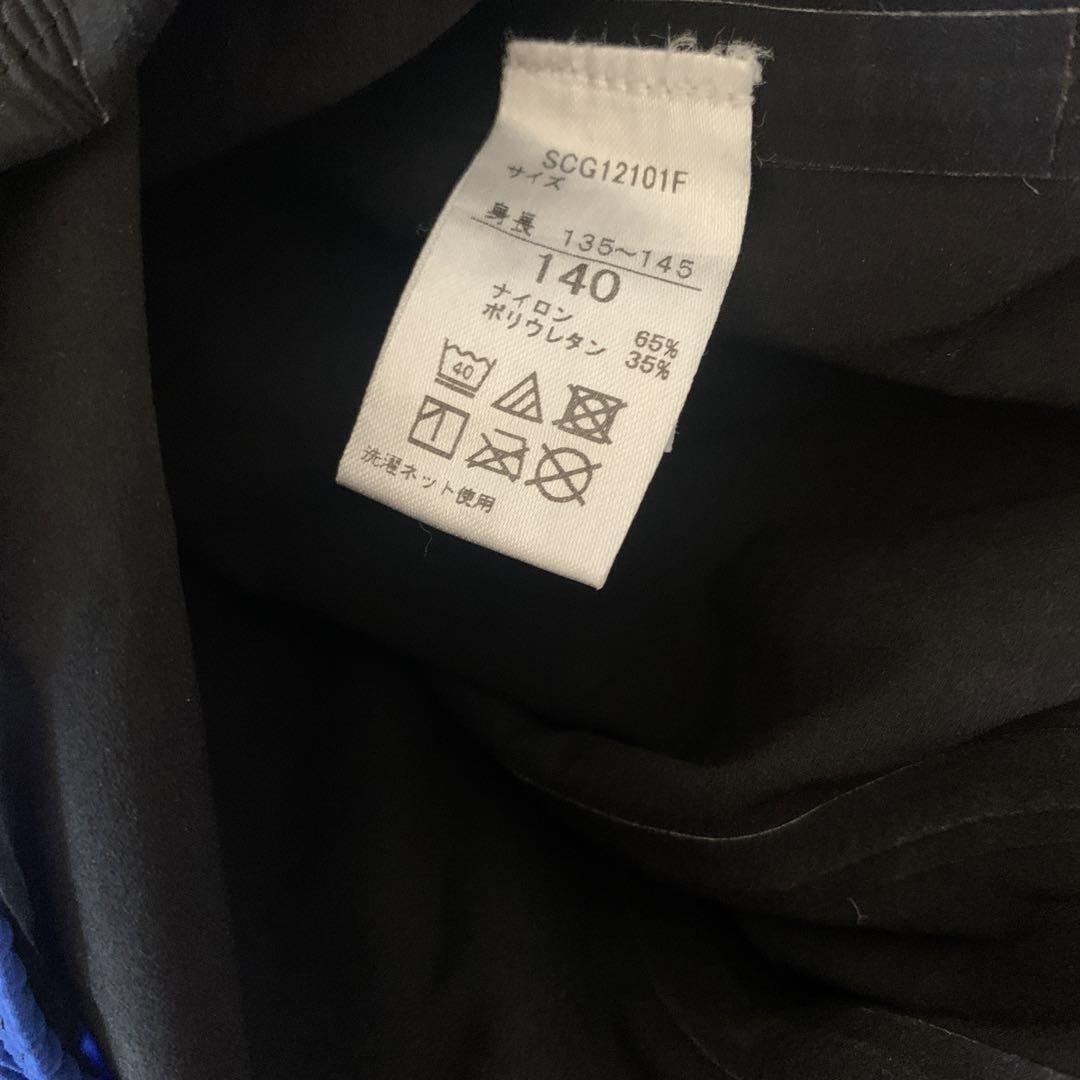 SCG12101F
サイズ
身長 135~145
140
ナイロン 65%
ポリウレタン 35%
40
洗濯ネット使用